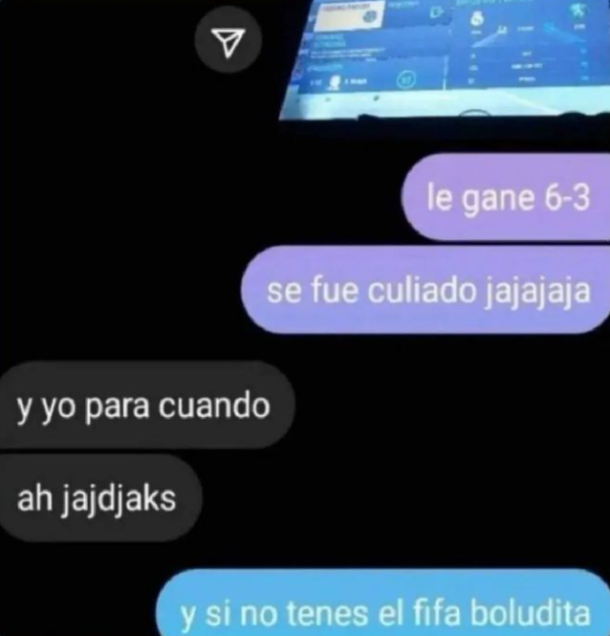 le gane 6-3
se fue culiado jajajaja
y yo para cuando
ah jajdjaks
y si no tenes el fifa boludita